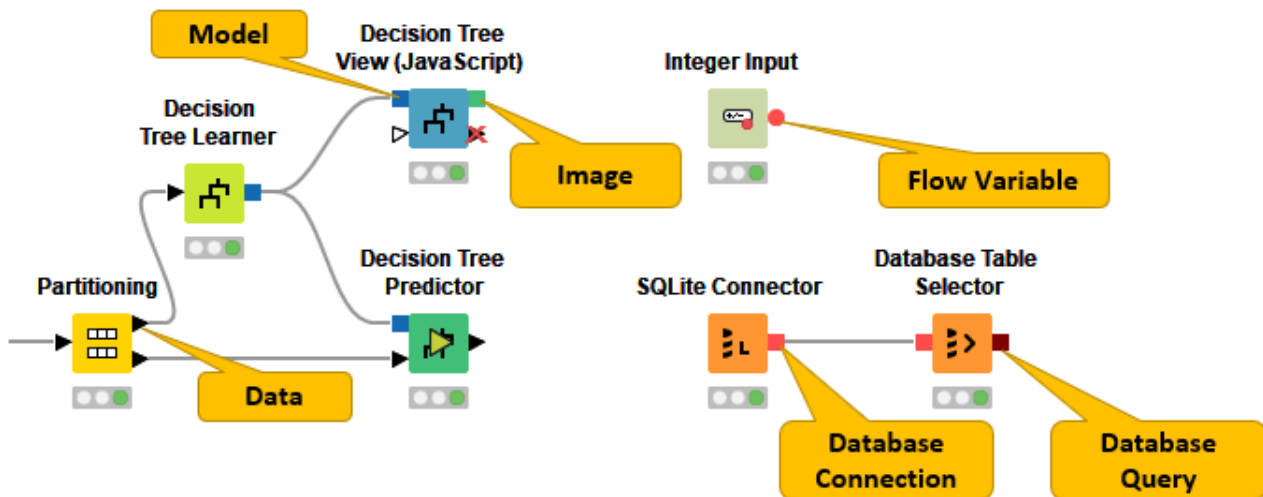 Model
Decision Tree
View (JavaScript)
Integer Input
Decision
Tree Learner
Image
Flow Variable
Partitioning
Decision Tree
Predictor
SQLite Connector
Database Table
Selector
L
Data
Database
Connection
Database
Query